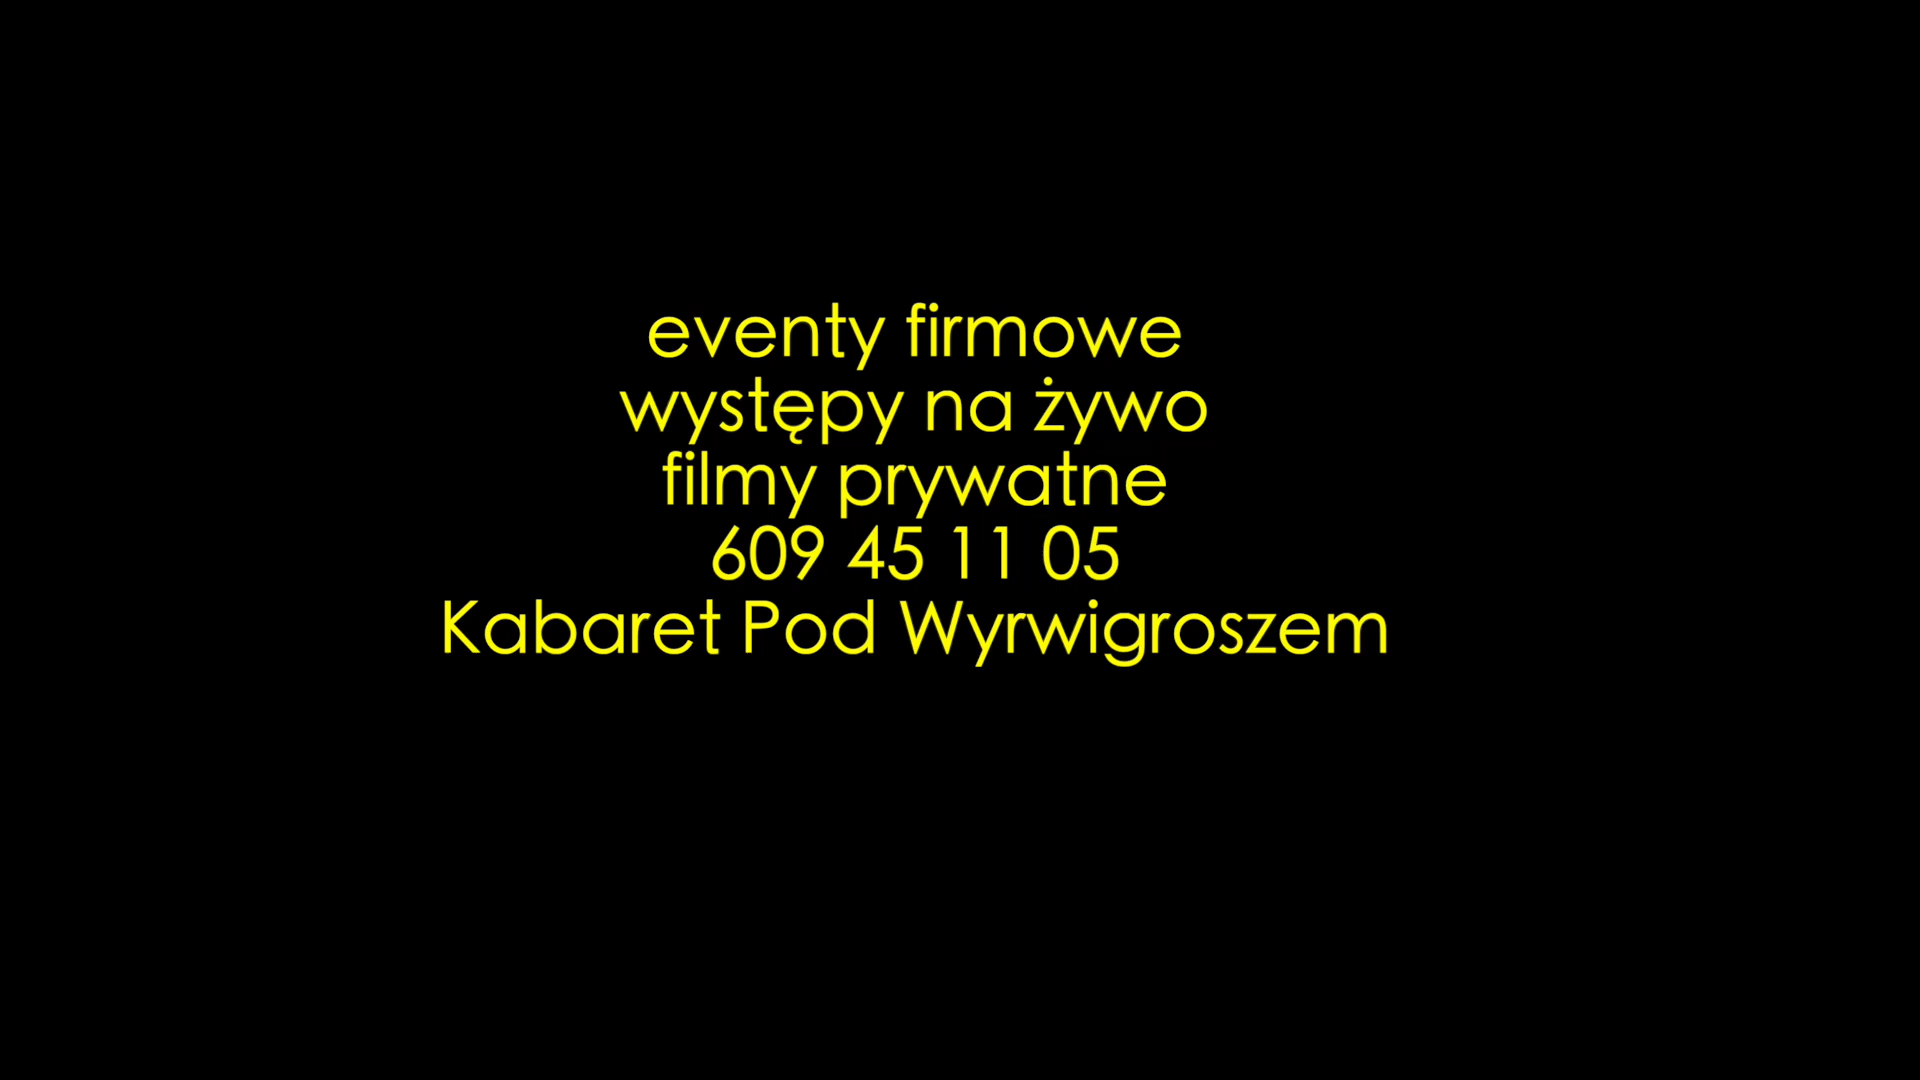 eventy firmowe
występy na żywo
filmy prywatne
609 45 11 05
Kabaret Pod Wyrwigroszem